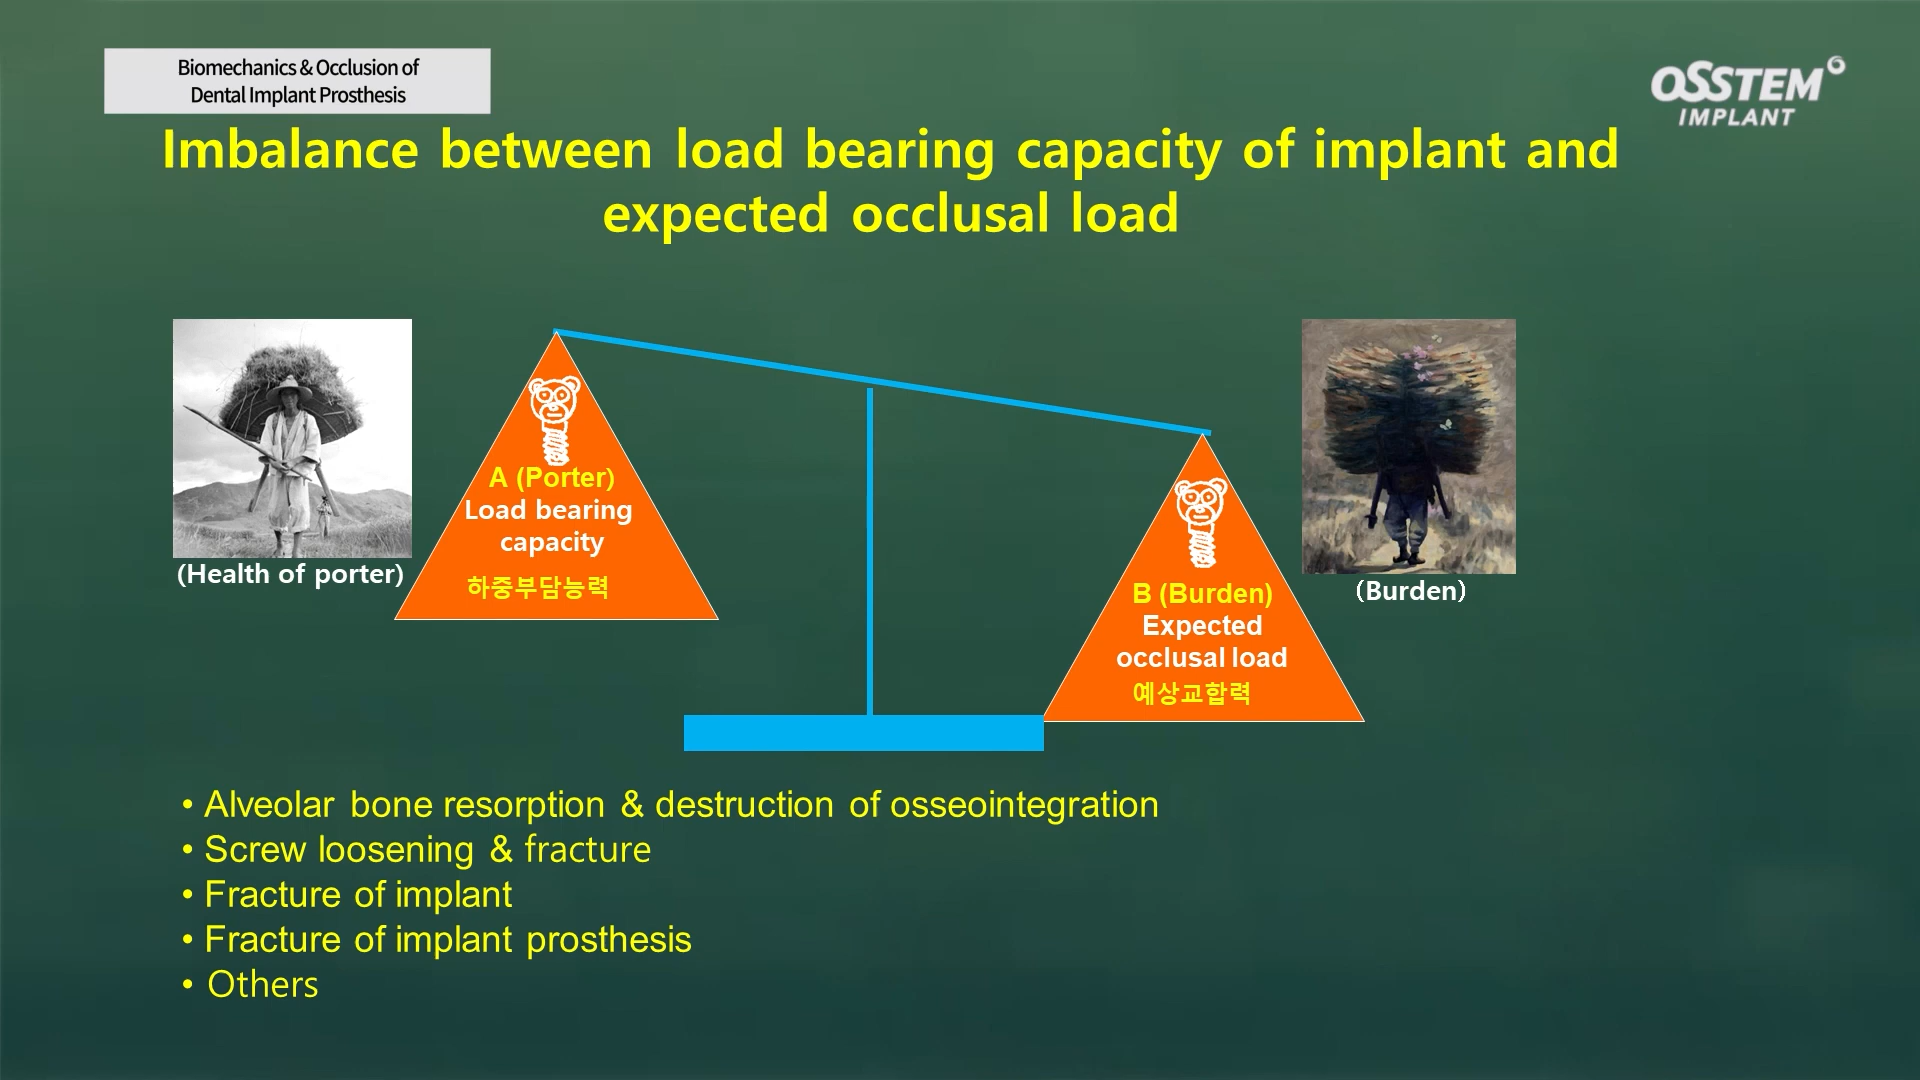 Biomechanics & Occlusion of
Dental Implant Prosthesis
OSSTEM
IMPLANT
Imbalance between load bearing capacity of implant and
expected occlusal load
A (Porter)
Load bearing
capacity
하중부담능력
(Health of porter)
B (Burden)
Expected
occlusal load
예상교합력
(Burden)
• Alveolar bone resorption & destruction of osseointegration
• Screw loosening & fracture
• Fracture of implant
• Fracture of implant prosthesis
• Others